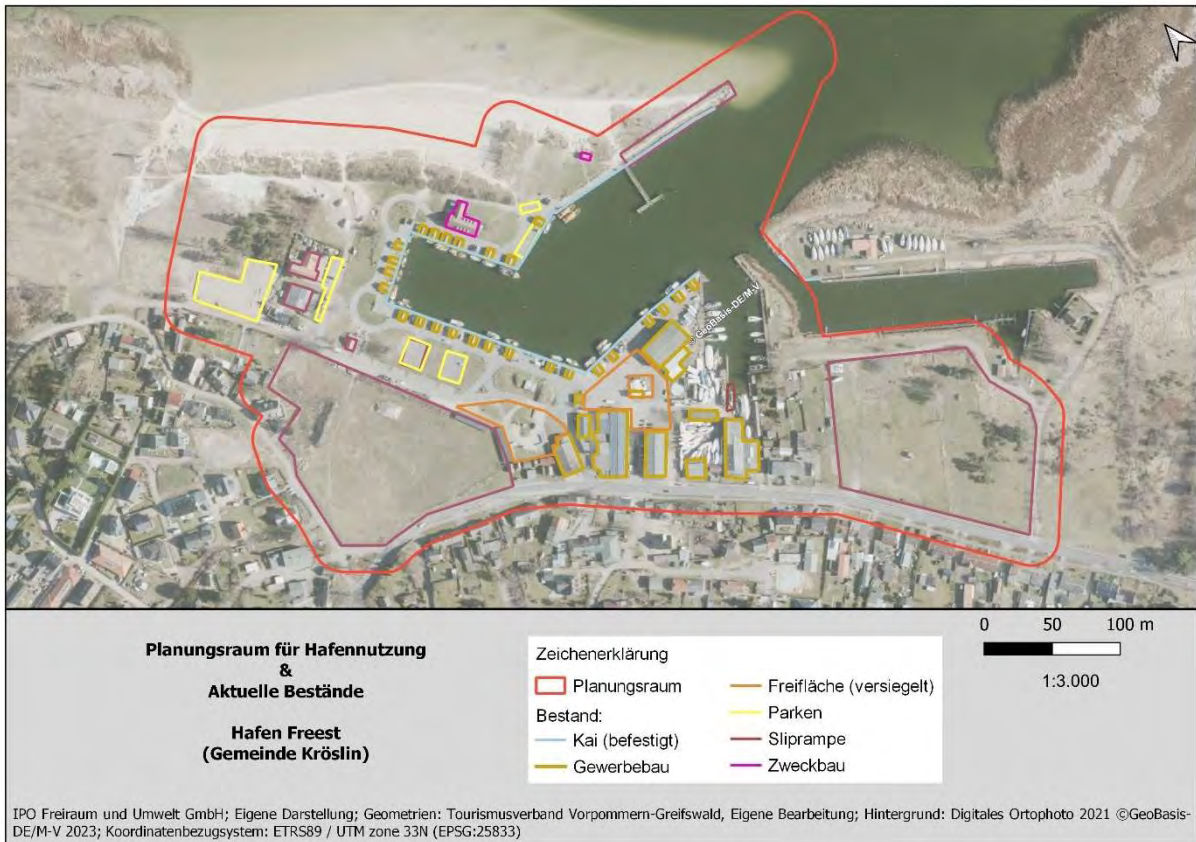 © GeoBasis-DE/M-V
Planungsraum für Hafennutzung
&
Aktuelle Bestände
Hafen Freest
(Gemeinde Kröslin)
Zeichenerklärung
Planungsraum
Bestand:
Kai (befestigt)
Gewerbebau
Freifläche (versiegelt)
Parken
Sliprampe
Zweckbau
0 50 100 m
1:3.000
IPO Freiraum und Umwelt GmbH; Eigene Darstellung; Geometrien: Tourismusverband Vorpommern-Greifswald, Eigene Bearbeitung; Hintergrund: Digitales Ortophoto 2021 ©GeoBasis-
DE/M-V 2023; Koordinatenbezugsystem: ETRS89 / UTM zone 33N (EPSG:25833)